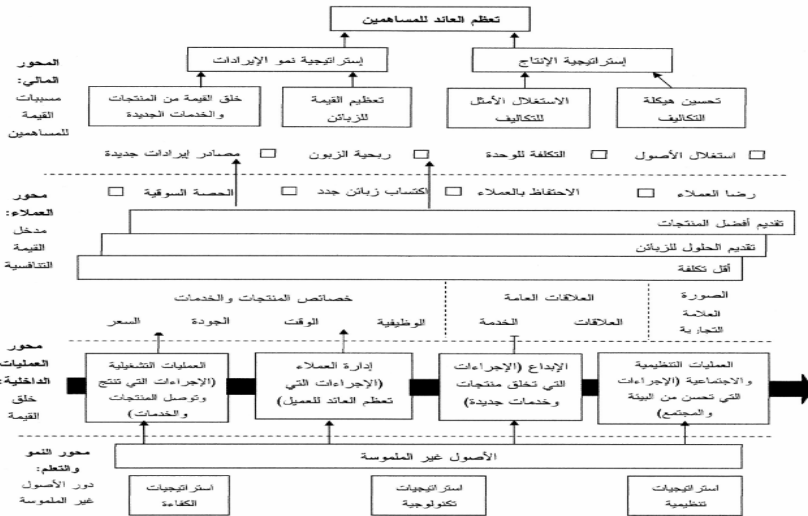 تعظم العائد للمساهمين
المحور
المالي:
مسببات
القيمة
للمساهمين
إستراتيجية الإنتاج
إستراتيجية نمو الإيرادات
تحسين هيكلة
التكاليف
الاستغلال الأمثل
للتكاليف
تعظيم القيمة
للزبائن
خلق القيمة من المنتجات
والخدمات الجديدة
استغلال الأصول
التكلفة للوحدة
ربحية الزبون
مصادر إيرادات جديدة
محور
العملاء:
مدخل
القيمة
التنافسية
رضا العملاء
الاحتفاظ بالعملاء
اكتساب زبائن جدد
الحصة السوقية
تقديم أفضل المنتجات
تقديم الحلول للزبائن
أقل تكلفة
الصورة
العلامة
التجارية
العلاقات العامة
العلاقات
الخدمة
خصائص المنتجات والخدمات
الوظيفية
الوقت
الجودة
السعر
محور
العمليات
الداخلية:
خلق
القيمة
العمليات التنظيمية
والاجتماعية (الإجراءات
التي تحسن من البيئة
والمجتمع)
الإبداع (الإجراءات
التي تخلق منتجات
وخدمات جديدة)
إدارة العملاء
(الإجراءات التي
تعظم العائد للعميل)
العمليات التشغيلية
(الإجراءات التي تنتج
وتوصل المنتجات
والخدمات)
محور النمو
والتعلم:
دور الأصول
غير الملموسة
الأصول غير الملموسة
استراتيجيات
تنظيمية
استراتيجيات
تكنولوجية
استراتيجيات
الكفاءة